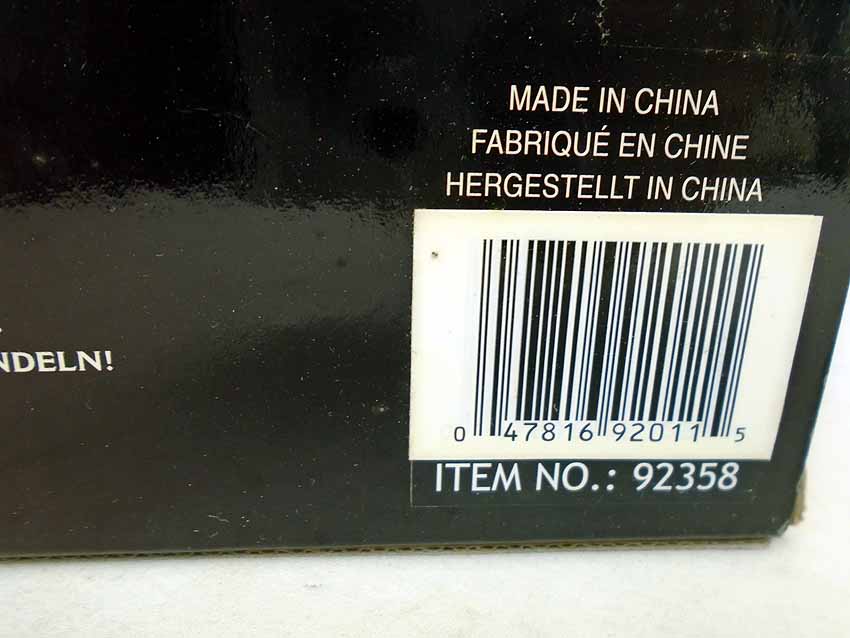 MADE IN CHINA
FABRIQUÉ EN CHINE
HERGESTELLT IN CHINA
NDELN!
0 47816 92011 5
ITEM NO.: 92358